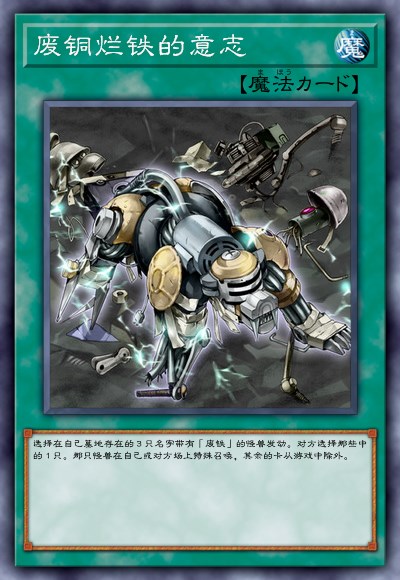 废铜烂铁的意志
魔
【魔法カード】
ま ほう
选择在自己墓地存在的3只名字带有「废铁」的怪兽发动。对方选择那些中
的1只。那只怪兽在自己或对方场上特殊召唤，其余的卡从游戏中除外。